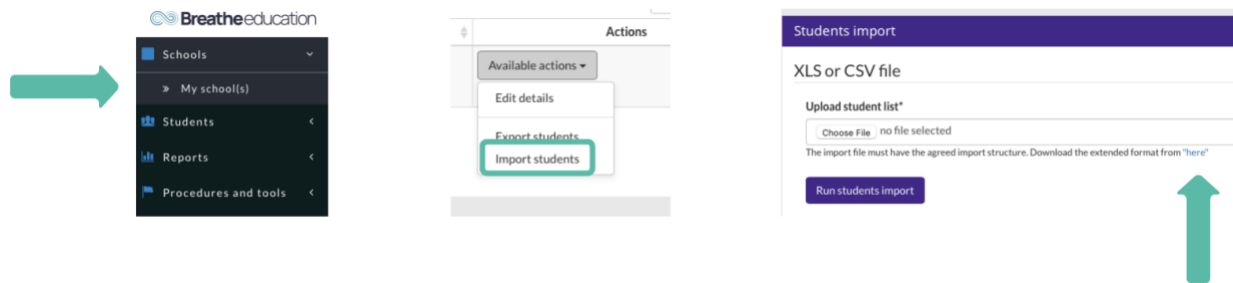 Breatheeducation
Schools
» My school(s)
Students
Reports
Procedures and tools
Actions
Available actions
Edit details
Export students
Import students
Students import
XLS or CSV file
Upload student list*
Choose File no file selected
The import file must have the agreed import structure. Download the extended format from "here"
Run students import